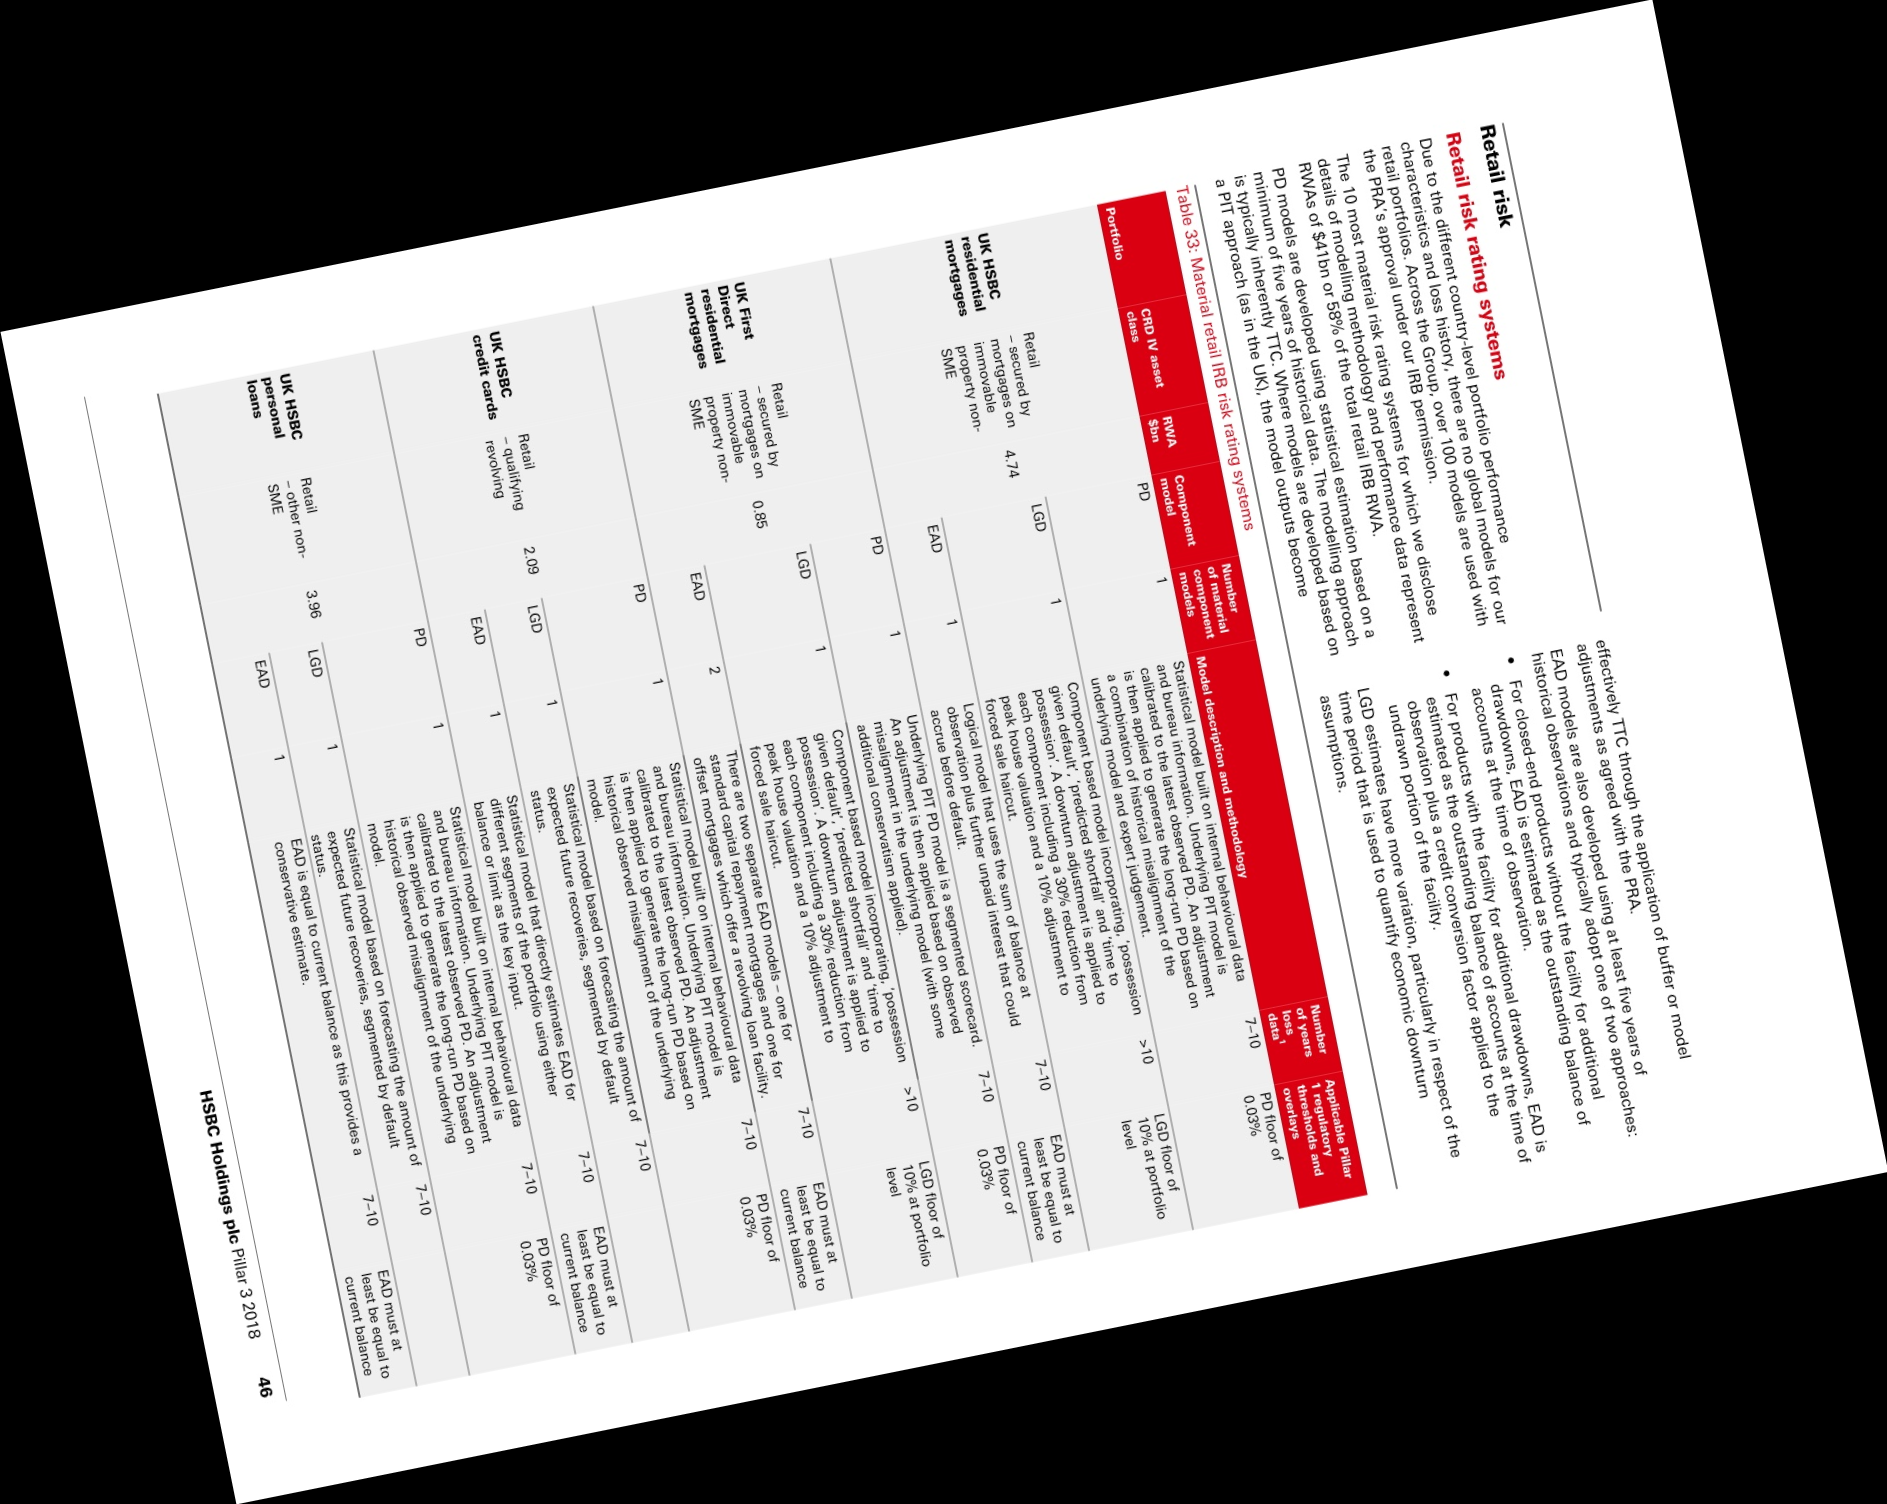 Retail risk
Retail risk rating systems
Due to the different country-level portfolio performance
characteristics and loss history, there are no global models for our
retail portfolios. Across the Group, over 100 models are used with
the PRA's approval under our IRB permission.
The 10 most material risk rating systems for which we disclose
details of modelling methodology and performance data represent
RWAs of $41bn or 58% of the total retail IRB RWA.
PD models are developed using statistical estimation based on a
minimum of five years of historical data. The modelling approach
is typically inherently TTC. Where models are developed based on
a PIT approach (as in the UK), the model outputs become
effectively TTC through the application of buffer or model
adjustments as agreed with the PRA.
EAD models are also developed using at least five years of
historical observations and typically adopt one of two approaches:
• For closed-end products without the facility for additional
drawdowns, EAD is estimated as the outstanding balance of
accounts at the time of observation.
• For products with the facility for additional drawdowns, EAD is
estimated as the outstanding balance of accounts at the time of
observation plus a credit conversion factor applied to the
undrawn portion of the facility.
LGD estimates have more variation, particularly in respect of the
time period that is used to quantify economic downturn
assumptions.
Table 33: Material retail IRB risk rating systems
Portfolio
CRD IV asset
class
RWA
$bn
Component
model
Number
of material
component
models
Model description and methodology
Number
of years
loss
data1
Applicable Pillar
1 regulatory
thresholds and
overlays
UK HSBC
residential
mortgages
Retail
– secured by
mortgages on
immovable
property non-
SME
4.74
PD
1
Statistical model built on internal behavioural data
and bureau information. Underlying PIT model is
calibrated to the latest observed PD. An adjustment
is then applied to generate the long-run PD based on
a combination of historical misalignment of the
underlying model and expert judgement.
7–10
PD floor of
0.03%
LGD
1
Component based model incorporating, 'possession
given default', 'predicted shortfall' and 'time to
possession'. A downturn adjustment is applied to
each component including a 30% reduction from
peak house valuation and a 10% adjustment to
forced sale haircut.
>10
LGD floor of
10% at portfolio
level
EAD
1
Logical model that uses the sum of balance at
observation plus further unpaid interest that could
accrue before default.
7–10
EAD must at
least be equal to
current balance
UK First
Direct
residential
mortgages
Retail
– secured by
mortgages on
immovable
property non-
SME
0.85
PD
1
Underlying PIT PD model is a segmented scorecard.
An adjustment is then applied based on observed
misalignment in the underlying model (with some
additional conservatism applied).
7–10
PD floor of
0.03%
LGD
1
Component based model incorporating, 'possession
given default', 'predicted shortfall' and 'time to
possession'. A downturn adjustment is applied to
each component including a 30% reduction from
peak house valuation and a 10% adjustment to
forced sale haircut.
>10
LGD floor of
10% at portfolio
level
EAD
2
There are two separate EAD models – one for
standard capital repayment mortgages and one for
offset mortgages which offer a revolving loan facility.
7–10
EAD must at
least be equal to
current balance
UK HSBC
credit cards
Retail
– qualifying
revolving
2.09
PD
1
Statistical model built on internal behavioural data
and bureau information. Underlying PIT model is
calibrated to the latest observed PD. An adjustment
is then applied to generate the long-run PD based on
historical observed misalignment of the underlying
model.
7–10
PD floor of
0.03%
LGD
1
Statistical model based on forecasting the amount of
expected future recoveries, segmented by default
status.
7–10
EAD
1
Statistical model that directly estimates EAD for
different segments of the portfolio using either
balance or limit as the key input.
7–10
EAD must at
least be equal to
current balance
UK HSBC
personal
loans
Retail
– other non-
SME
3.96
PD
1
Statistical model built on internal behavioural data
and bureau information. Underlying PIT model is
calibrated to the latest observed PD. An adjustment
is then applied to generate the long-run PD based on
historical observed misalignment of the underlying
model.
7–10
PD floor of
0.03%
LGD
1
Statistical model based on forecasting the amount of
expected future recoveries, segmented by default
status.
7–10
EAD
1
EAD is equal to current balance as this provides a
conservative estimate.
7–10
EAD must at
least be equal to
current balance
HSBC Holdings plc Pillar 3 2018 46